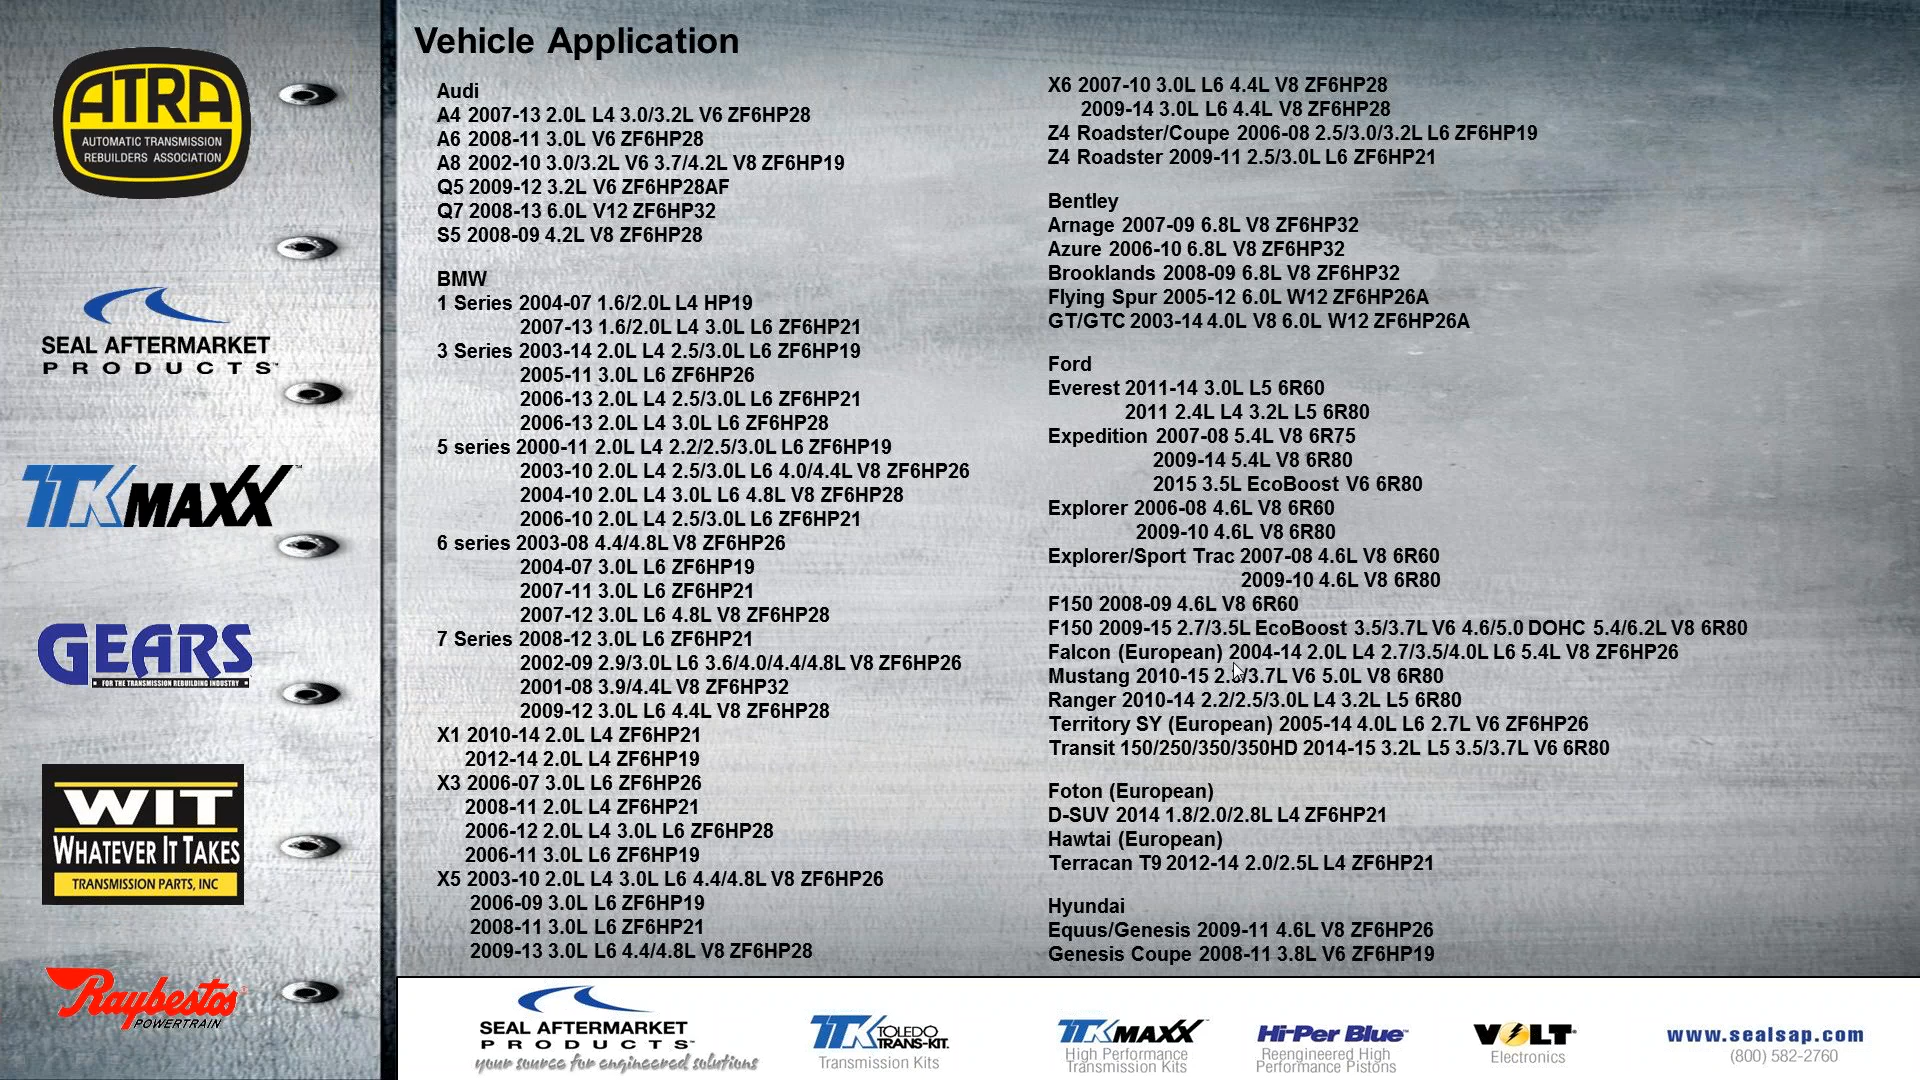 Vehicle Application
ATRA
AUTOMATIC TRANSMISSION
REBUILDERS ASSOCIATION
SEAL AFTERMARKET
PRODUCTS™
TTK MAXX™
GEARS
FOR THE TRANSMISSION REBUILDING INDUSTRY
WIT
WHATEVER IT TAKES
TRANSMISSION PARTS, INC
Raybestos
POWERTRAIN
Audi
A4 2007-13 2.0L L4 3.0/3.2L V6 ZF6HP28
A6 2008-11 3.0L V6 ZF6HP28
A8 2002-10 3.0/3.2L V6 3.7/4.2L V8 ZF6HP19
Q5 2009-12 3.2L V6 ZF6HP28AF
Q7 2008-13 6.0L V12 ZF6HP32
S5 2008-09 4.2L V8 ZF6HP28
BMW
1 Series 2004-07 1.6/2.0L L4 HP19
2007-13 1.6/2.0L L4 3.0L L6 ZF6HP21
3 Series 2003-14 2.0L L4 2.5/3.0L L6 ZF6HP19
2005-11 3.0L L6 ZF6HP26
2006-13 2.0L L4 2.5/3.0L L6 ZF6HP21
2006-13 2.0L L4 3.0L L6 ZF6HP28
5 series 2000-11 2.0L L4 2.2/2.5/3.0L L6 ZF6HP19
2003-10 2.0L L4 2.5/3.0L L6 4.0/4.4L V8 ZF6HP26
2004-10 2.0L L4 3.0L L6 4.8L V8 ZF6HP28
2006-10 2.0L L4 2.5/3.0L L6 ZF6HP21
6 series 2003-08 4.4/4.8L V8 ZF6HP26
2004-07 3.0L L6 ZF6HP19
2007-11 3.0L L6 ZF6HP21
2007-12 3.0L L6 4.8L V8 ZF6HP28
7 Series 2008-12 3.0L L6 ZF6HP21
2002-09 2.9/3.0L L6 3.6/4.0/4.4/4.8L V8 ZF6HP26
2001-08 3.9/4.4L V8 ZF6HP32
2009-12 3.0L L6 4.4L V8 ZF6HP28
X1 2010-14 2.0L L4 ZF6HP21
2012-14 2.0L L4 ZF6HP19
X3 2006-07 3.0L L6 ZF6HP26
2008-11 2.0L L4 ZF6HP21
2006-12 2.0L L4 3.0L L6 ZF6HP28
2006-11 3.0L L6 ZF6HP19
X5 2003-10 2.0L L4 3.0L L6 4.4/4.8L V8 ZF6HP26
2006-09 3.0L L6 ZF6HP19
2008-11 3.0L L6 ZF6HP21
2009-13 3.0L L6 4.4/4.8L V8 ZF6HP28
X6 2007-10 3.0L L6 4.4L V8 ZF6HP28
2009-14 3.0L L6 4.4L V8 ZF6HP28
Z4 Roadster/Coupe 2006-08 2.5/3.0/3.2L L6 ZF6HP19
Z4 Roadster 2009-11 2.5/3.0L L6 ZF6HP21
Bentley
Arnage 2007-09 6.8L V8 ZF6HP32
Azure 2006-10 6.8L V8 ZF6HP32
Brooklands 2008-09 6.8L V8 ZF6HP32
Flying Spur 2005-12 6.0L W12 ZF6HP26A
GT/GTC 2003-14 4.0L V8 6.0L W12 ZF6HP26A
Ford
Everest 2011-14 3.0L L5 6R60
2011 2.4L L4 3.2L L5 6R80
Expedition 2007-08 5.4L V8 6R75
2009-14 5.4L V8 6R80
2015 3.5L EcoBoost V6 6R80
Explorer 2006-08 4.6L V8 6R60
2009-10 4.6L V8 6R80
Explorer/Sport Trac 2007-08 4.6L V8 6R60
2009-10 4.6L V8 6R80
F150 2008-09 4.6L V8 6R60
F150 2009-15 2.7/3.5L EcoBoost 3.5/3.7L V6 4.6/5.0 DOHC 5.4/6.2L V8 6R80
Falcon (European) 2004-14 2.0L L4 2.7/3.5/4.0L L6 5.4L V8 ZF6HP26
Mustang 2010-15 /3.7L V6 5.0L V8 6R80
Ranger 2010-14 2.2/2.5/3.0L L4 3.2L L5 6R80
Territory SY (European) 2005-14 4.0L L6 2.7L V6 ZF6HP26
Transit 150/250/350/350HD 2014-15 3.2L L5 3.5/3.7L V6 6R80
Foton (European)
D-SUV 2014 1.8/2.0/2.8L L4 ZF6HP21
Hawtai (European)
Terracan T9 2012-14 2.0/2.5L L4 ZF6HP21
Hyundai
Equus/Genesis 2009-11 4.6L V8 ZF6HP26
Genesis Coupe 2008-11 3.8L V6 ZF6HP19
SEAL AFTERMARKET
PRODUCTS™
your source for engineered solutions
TTK TOLEDO
TRANS-KIT.
Transmission Kits
TTK MAXX™
High Performance
Transmission Kits
Hi-Per Blue™
Reengineered High
Performance Pistons
VOLT
Electronics
www.sealsap.com
(800) 582-2760